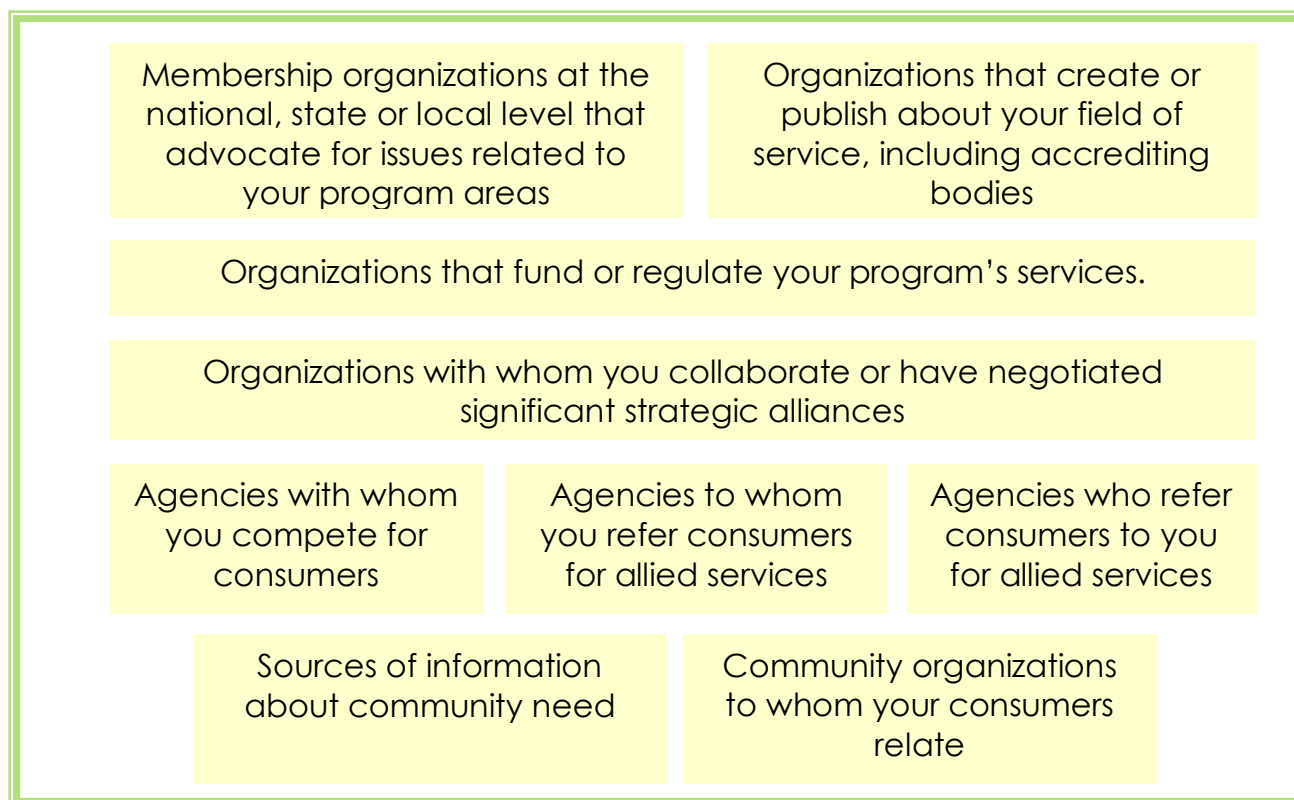 Membership organizations at the
national, state or local level that
advocate for issues related to
your program areas
Organizations that create or
publish about your field of
service, including accrediting
bodies
Organizations that fund or regulate your program’s services.
Organizations with whom you collaborate or have negotiated
significant strategic alliances
Agencies with whom
you compete for
consumers
Agencies to whom
you refer consumers
for allied services
Agencies who refer
consumers to you
for allied services
Sources of information
about community need
Community organizations
to whom your consumers
relate